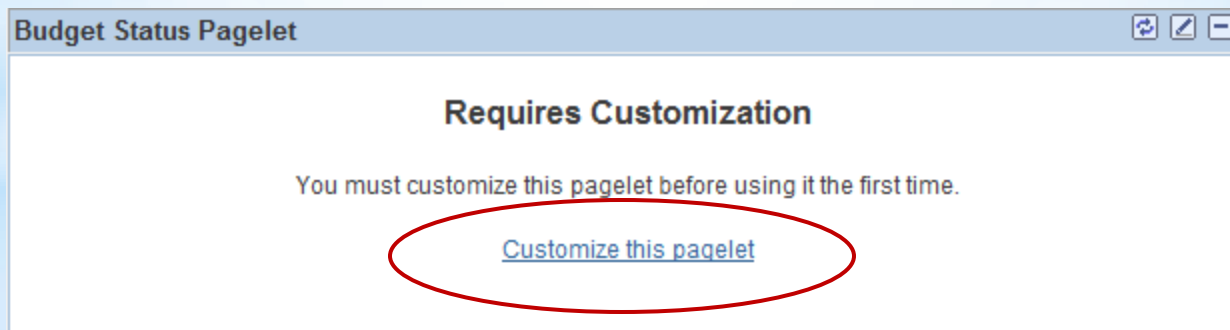 Budget Status Pagelet
Requires Customization
You must customize this pagelet before using it the first time.
Customize this pagelet